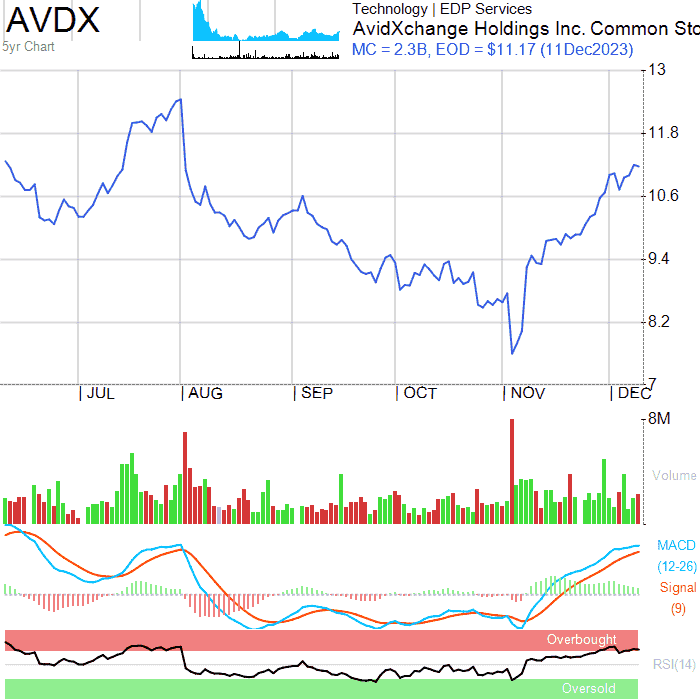 AVDX
5yr Chart
Technology | EDP Services
AvidXchange Holdings Inc. Common Sto
MC = 2.3B, EOD = $11.17 (11Dec2023)
13
11.8
10.6
9.4
8.2
7
| JUL | AUG | SEP | OCT | NOV | DEC
8M
Volume
MACD
(12-26)
Signal
(9)
Overbought
RSI(14)
Oversold